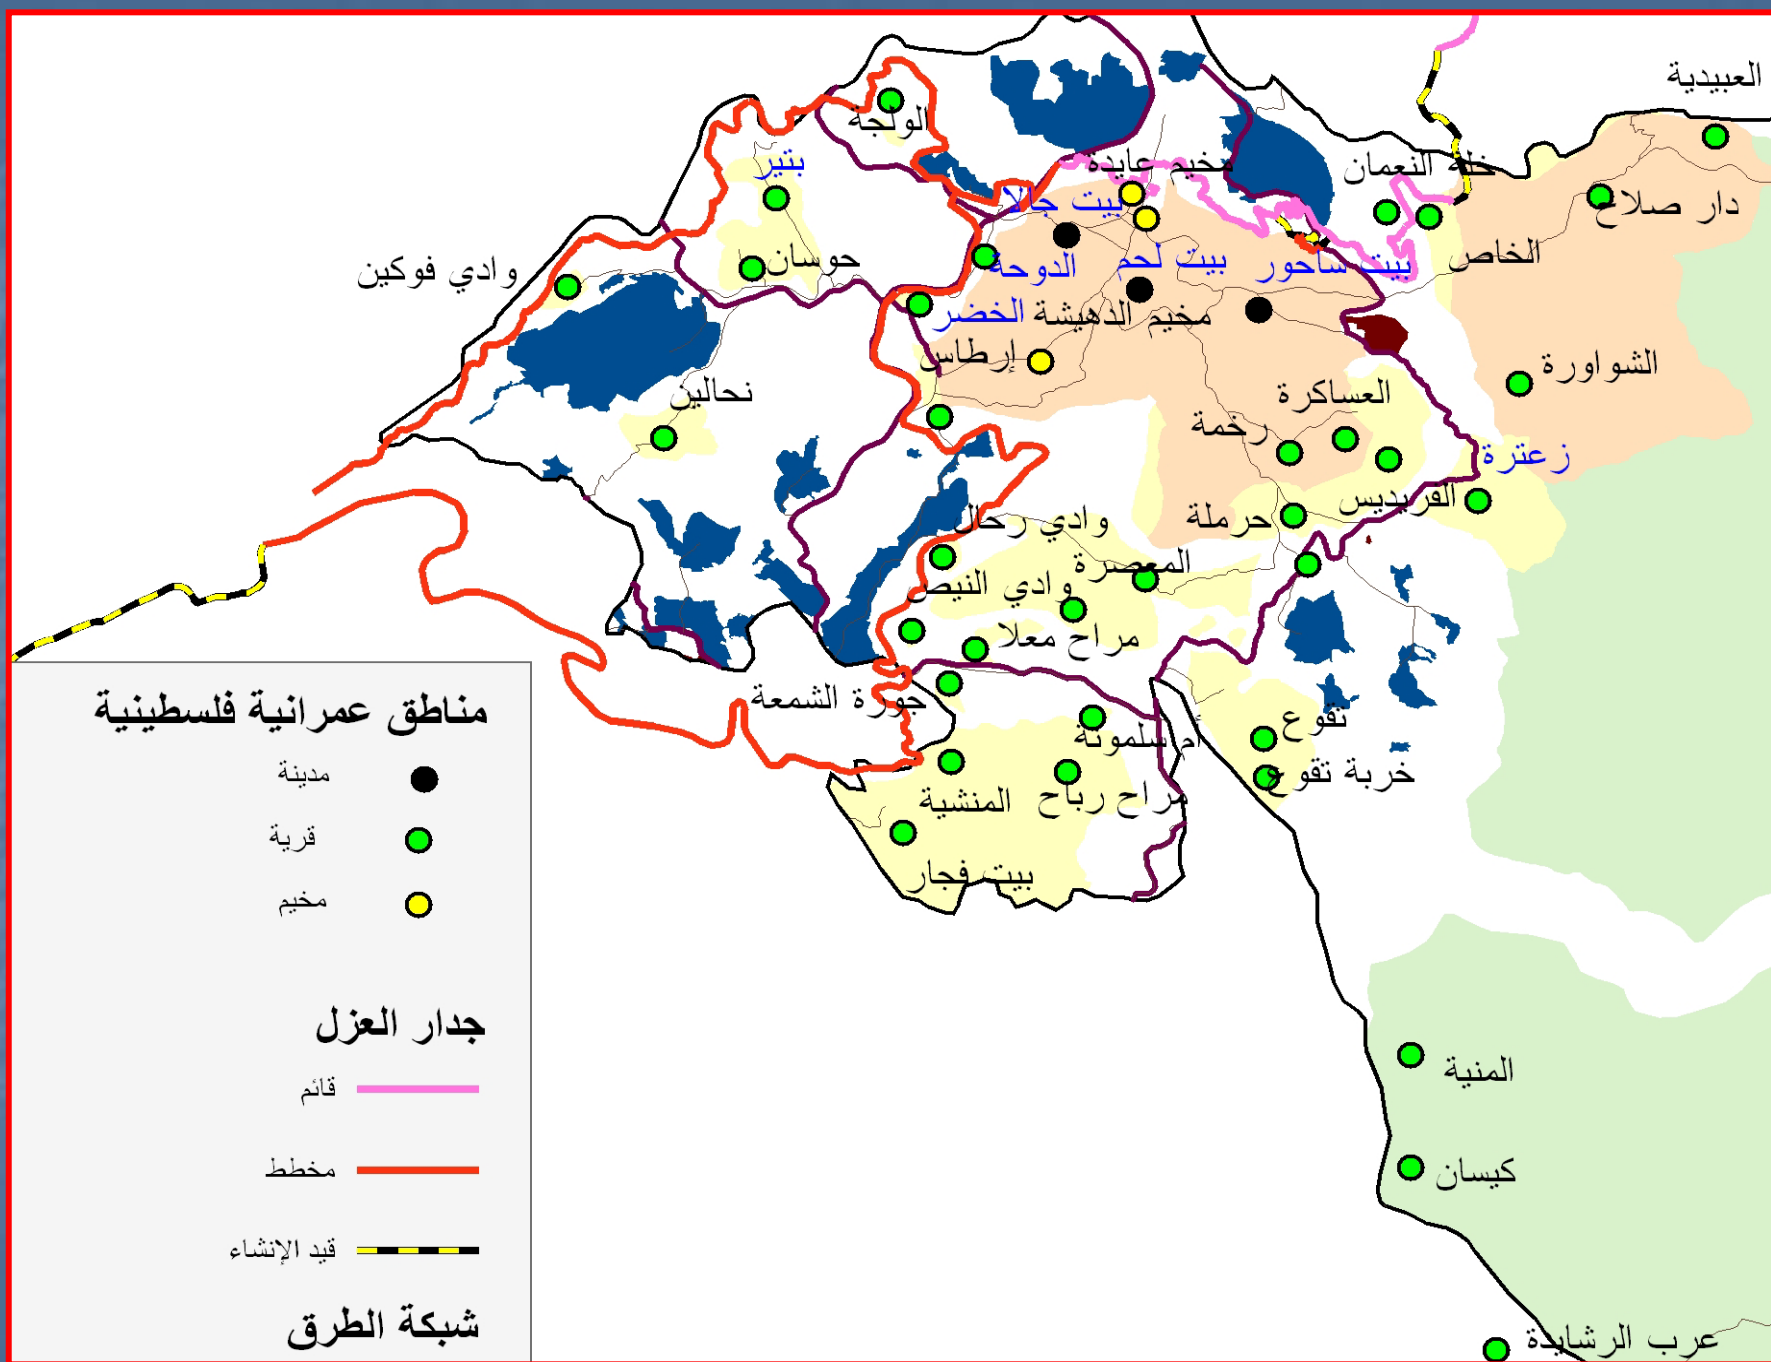 العبيدية
الولجة
مخيم عايدة
خلة النعمان
بتير
بيت جالا
دار صلاح
وادي فوكين
حوسان
الدوحة
بيت لحم
بيت ساحور
الخاص
الخضر
مخيم الدهيشة
إرطاس
الشواورة
نحالين
العساكرة
رخمة
زعترة
الفريديس
وادي رحال
حرملة
المعصرة
وادي النيص
مراح معلا
جورة الشمعة
أم سلمونة
تقوع
خربة تقوع
المنشية
مراح رباح
بيت فجار
المنية
كيسان
عرب الرشايدة
مناطق عمرانية فلسطينية
مدينة
قرية
مخيم
جدار العزل
قائم
مخطط
قيد الإنشاء
شبكة الطرق